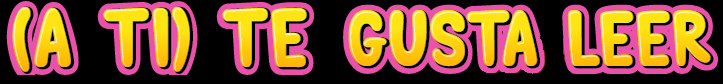 (A TI) TE GUSTA LEER